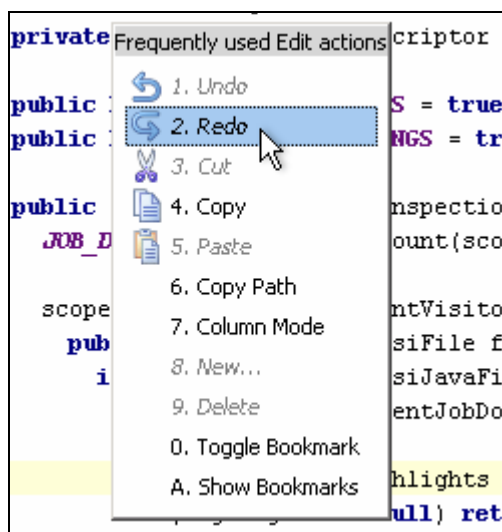 private Frequently used Edit actions criptor
1. Undo
public S = true
2. Redo
public NGS = tr
3. Cut
public 4. Copy nspectio
JOB_D 5. Paste ount(sco
6. Copy Path
scope ntVisito
7. Column Mode
pub siFile f
8. New...
i siJavaFi
9. Delete entJobDo
0. Toggle Bookmark
A. Show Bookmarks hlights
ull) ret